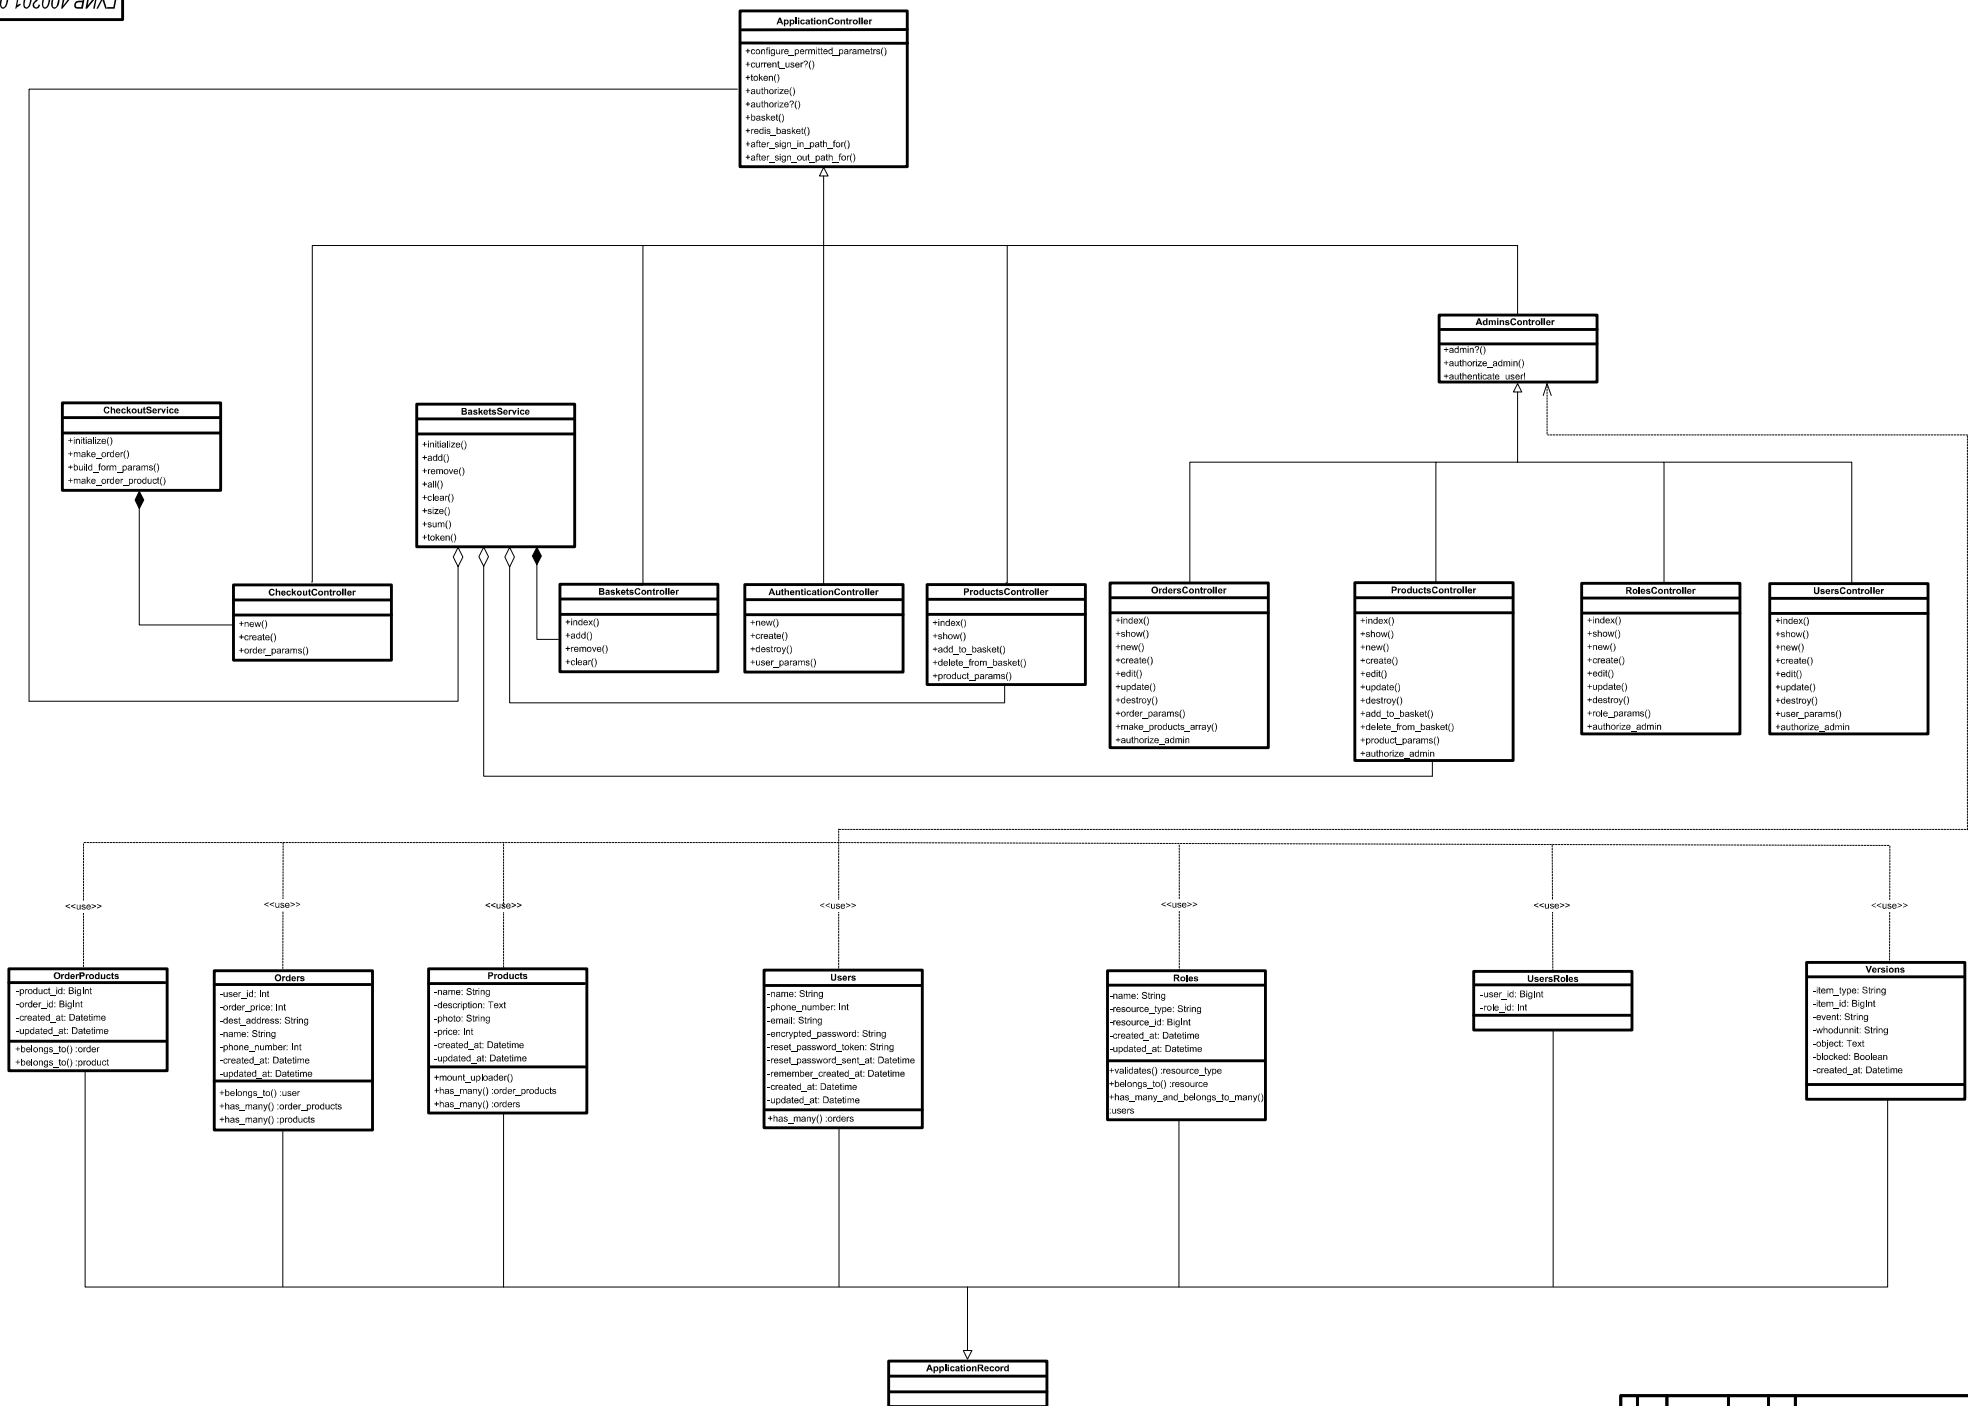 ГУИР.400201.0
ApplicationController
+configure_permitted_parametrs()
+current_user?()
+token()
+authorize()
+authorize?()
+basket()
+redis_basket()
+after_sign_in_path_for()
+after_sign_out_path_for()
AdminsController
+admin?()
+authorize_admin()
+authenticate_user!
CheckoutService
+initialize()
+make_order()
+build_form_params()
+make_order_product()
BasketsService
+initialize()
+add()
+remove()
+all()
+clear()
+size()
+sum()
+token()
CheckoutController
+new()
+create()
+order_params()
BasketsController
+index()
+add()
+remove()
+clear()
AuthenticationController
+new()
+create()
+destroy()
+user_params()
ProductsController
+index()
+show()
+add_to_basket()
+delete_from_basket()
+product_params()
OrdersController
+index()
+show()
+new()
+create()
+edit()
+update()
+destroy()
+order_params()
+make_products_array()
+authorize_admin
ProductsController
+index()
+show()
+new()
+create()
+edit()
+update()
+destroy()
+add_to_basket()
+delete_from_basket()
+product_params()
+authorize_admin
RolesController
+index()
+show()
+new()
+create()
+edit()
+update()
+destroy()
+role_params()
+authorize_admin
UsersController
+index()
+show()
+new()
+create()
+edit()
+update()
+destroy()
+user_params()
+authorize_admin
<<use>>
<<use>>
<<use>>
<<use>>
<<use>>
<<use>>
<<use>>
OrderProducts
-product_id: BigInt
-order_id: BigInt
-created_at: Datetime
-updated_at: Datetime
+belongs_to() :order
+belongs_to() :product
Orders
-user_id: Int
-order_price: Int
-dest_address: String
-name: String
-phone_number: Int
-created_at: Datetime
-updated_at: Datetime
+belongs_to() :user
+has_many() :order_products
+has_many() :products
Products
-name: String
-description: Text
-photo: String
-price: Int
-created_at: Datetime
-updated_at: Datetime
+mount_uploader()
+has_many() :order_products
+has_many() :orders
Users
-name: String
-phone_number: Int
-email: String
-encrypted_password: String
-reset_password_token: String
-reset_password_sent_at: Datetime
-remember_created_at: Datetime
-created_at: Datetime
-updated_at: Datetime
+has_many() :orders
Roles
-name: String
-resource_type: String
-resource_id: BigInt
-created_at: Datetime
-updated_at: Datetime
+validates() :resource_type
+belongs_to() :resource
+has_many_and_belongs_to_many()
:users
UsersRoles
-user_id: BigInt
-role_id: Int
Versions
-item_type: String
-item_id: BigInt
-event: String
-whodunnit: String
-object: Text
-blocked: Boolean
-created_at: Datetime
ApplicationRecord